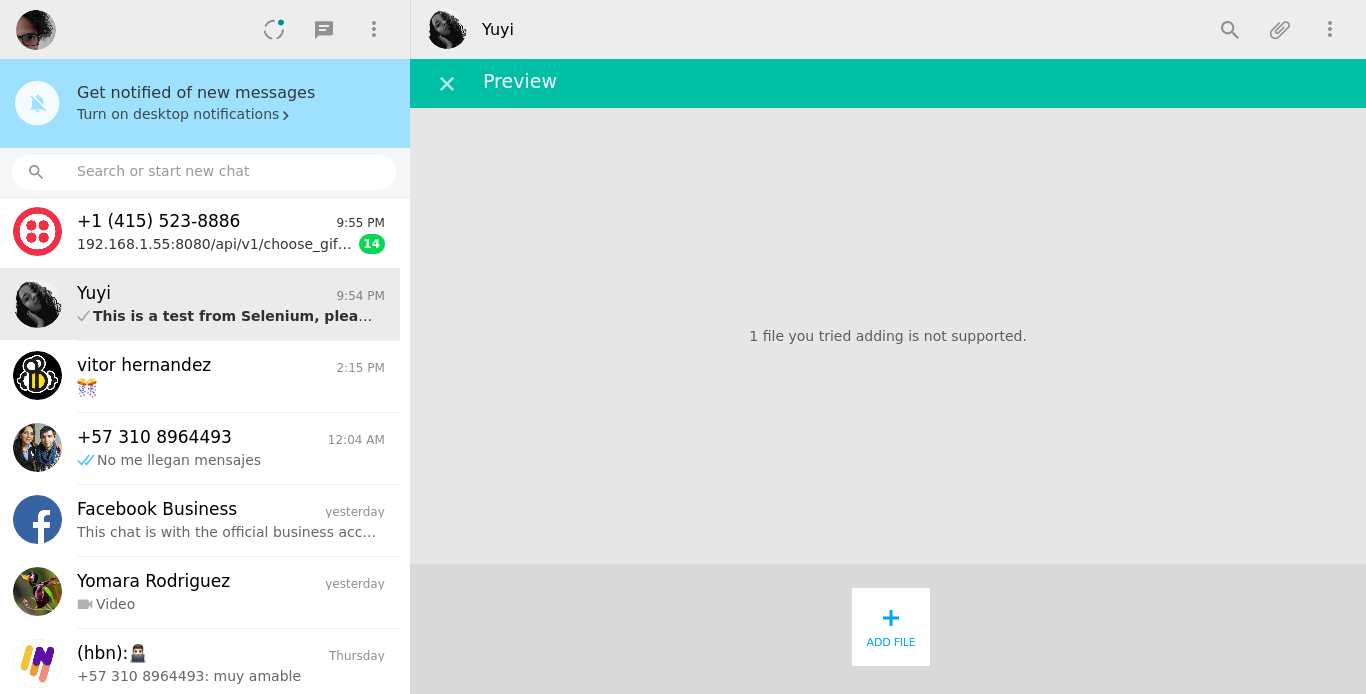 Yuyi
Get notified of new messages
Turn on desktop notifications
Preview
Search or start new chat
+1 (415) 523-8886
9:55 PM
192.168.1.55:8080/api/v1/choose_gif...
14
Yuyi
9:54 PM
This is a test from Selenium, plea...
vitor hernandez
2:15 PM
+57 310 8964493
12:04 AM
No me llegan mensajes
Facebook Business
yesterday
This chat is with the official business acc...
Yomara Rodriguez
yesterday
Video
(hbn):
Thursday
+57 310 8964493: muy amable
1 file you tried adding is not supported.
ADD FILE